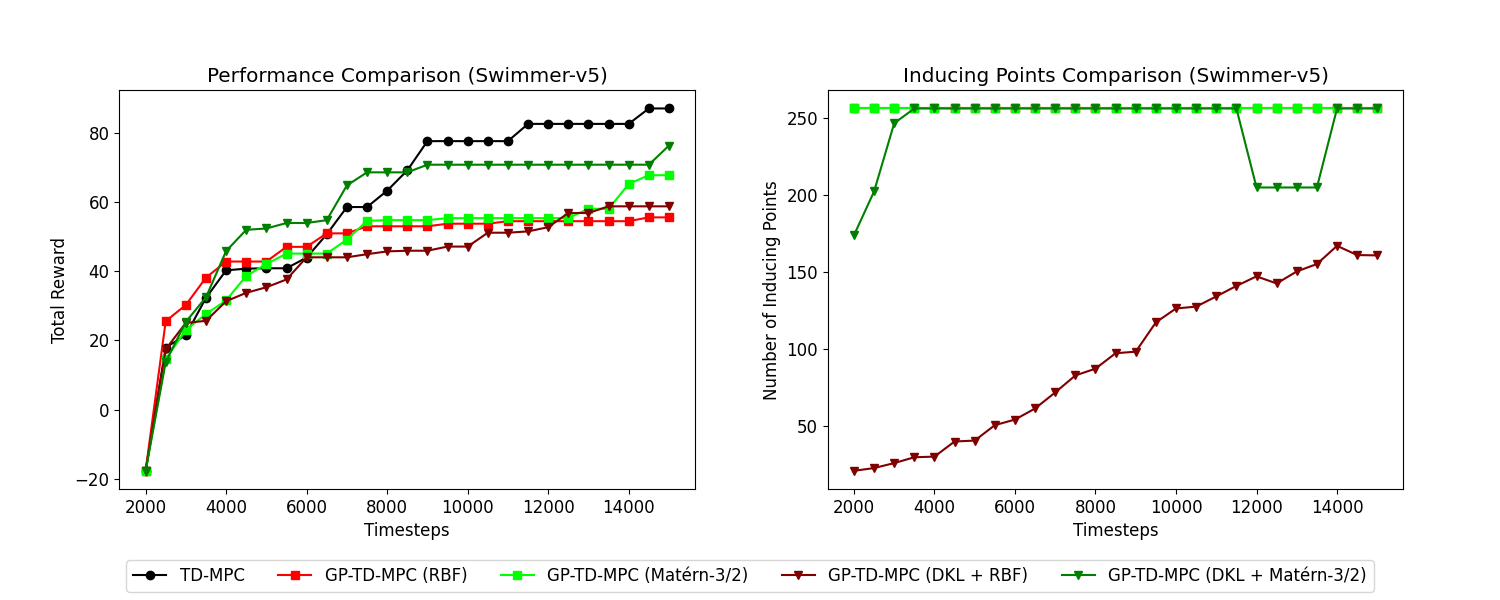 Performance Comparison (Swimmer-v5)
Total Reward
80
60
40
20
0
−20
2000 4000 6000 8000 10000 12000 14000
Timesteps
Inducing Points Comparison (Swimmer-v5)
Number of Inducing Points
250
200
150
100
50
2000 4000 6000 8000 10000 12000 14000
Timesteps
TD-MPC GP-TD-MPC (RBF) GP-TD-MPC (Matérn-3/2) GP-TD-MPC (DKL + RBF) GP-TD-MPC (DKL + Matérn-3/2)